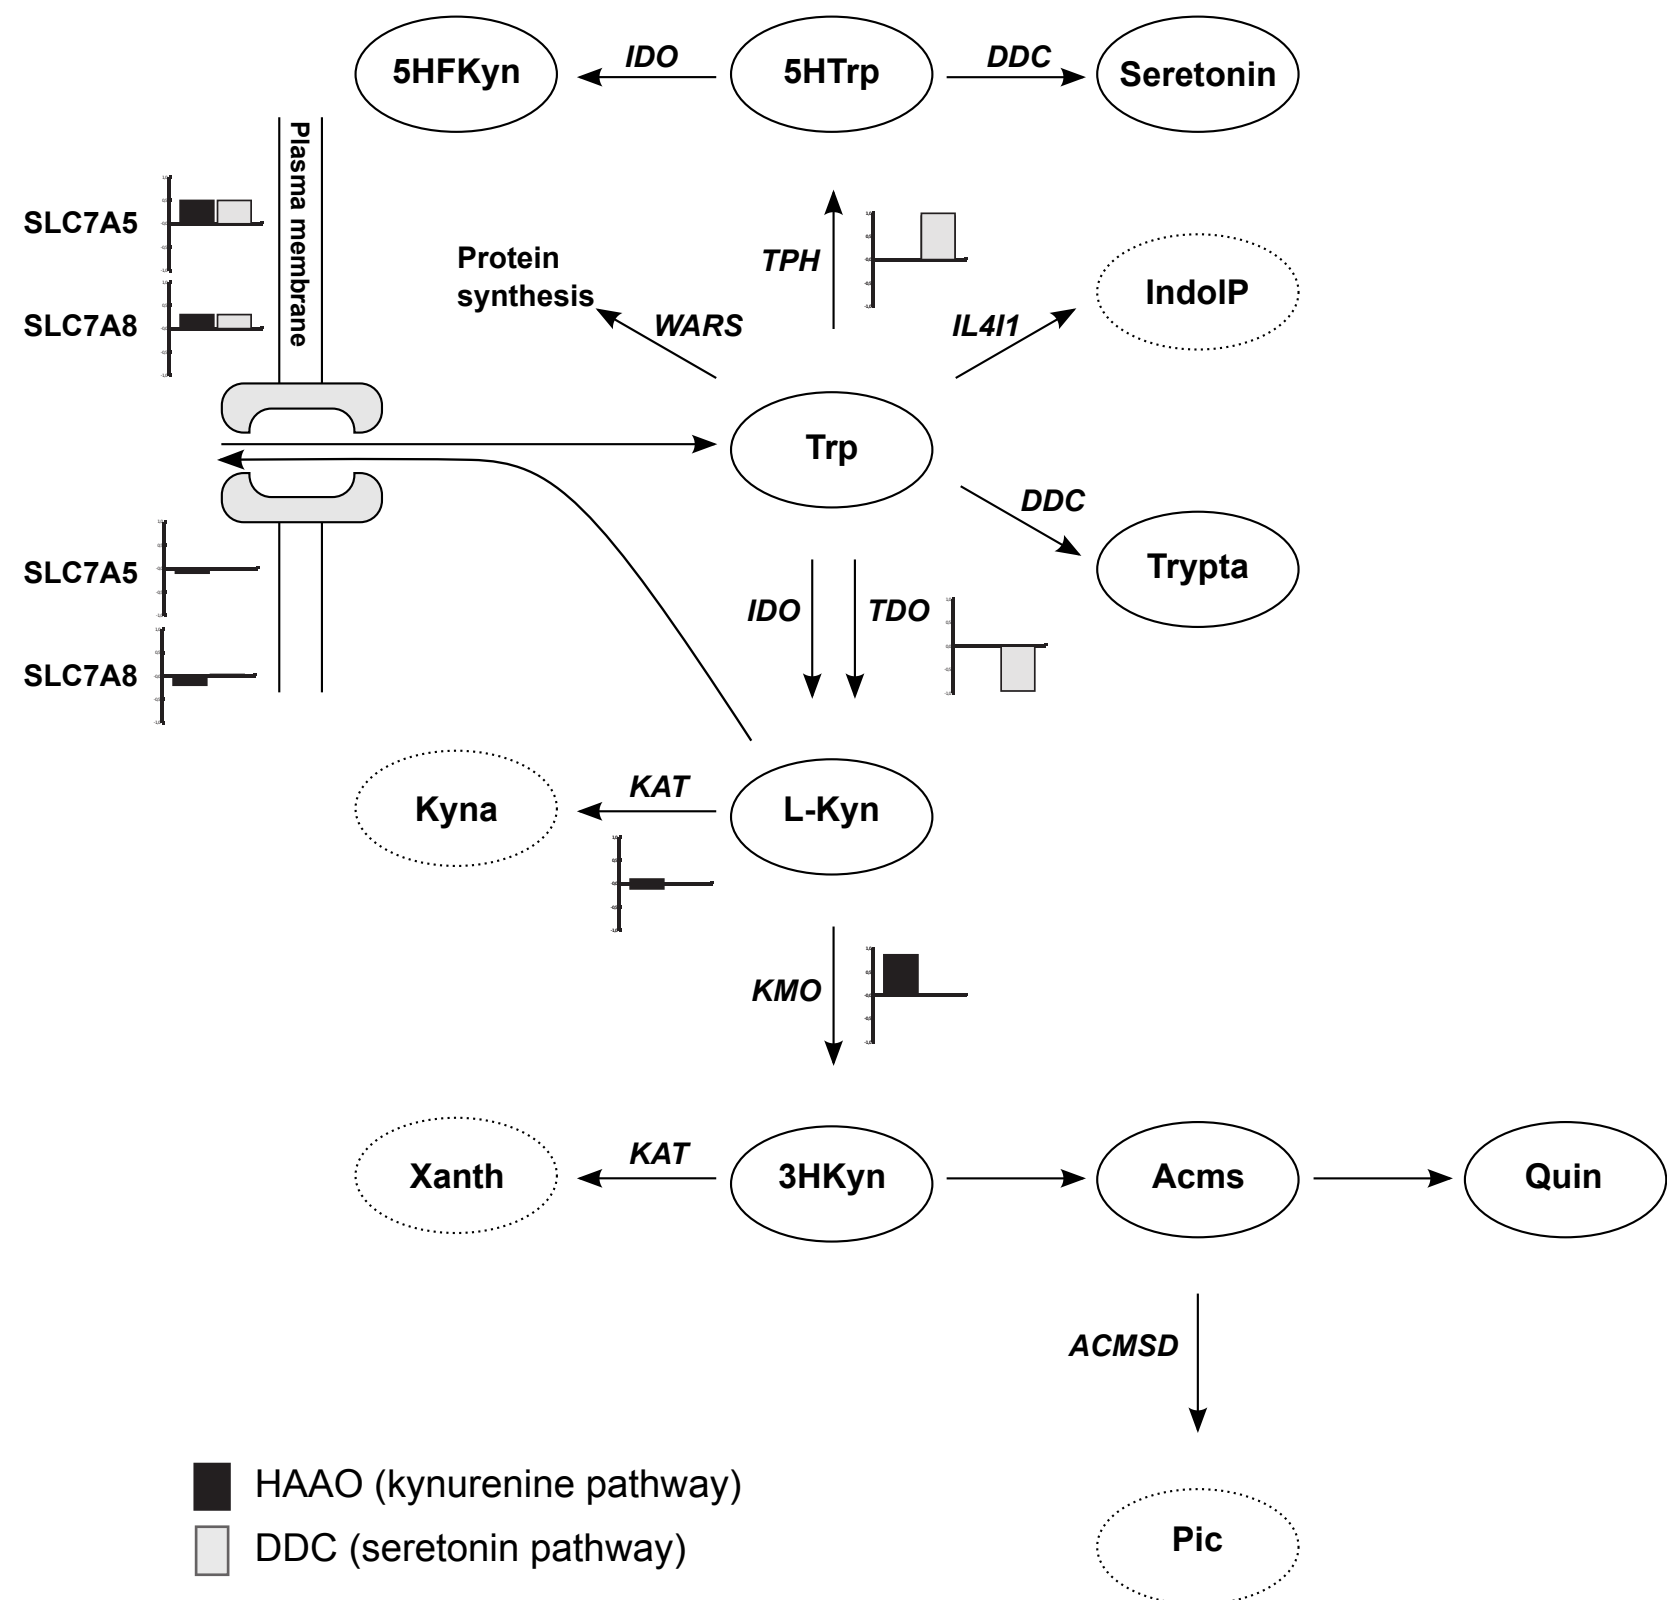 5HFKyn
IDO
5HTrp
DDC
Seretonin
Plasma membrane
SLC7A5
SLC7A8
Protein
synthesis
WARS
TPH
IL4I1
IndolP
Trp
DDC
Trypta
SLC7A5
SLC7A8
IDO
TDO
Kyna
KAT
L-Kyn
KMO
Xanth
KAT
3HKyn
Acms
Quin
ACMSD
Pic
HAAO (kynurenine pathway)
DDC (seretonin pathway)